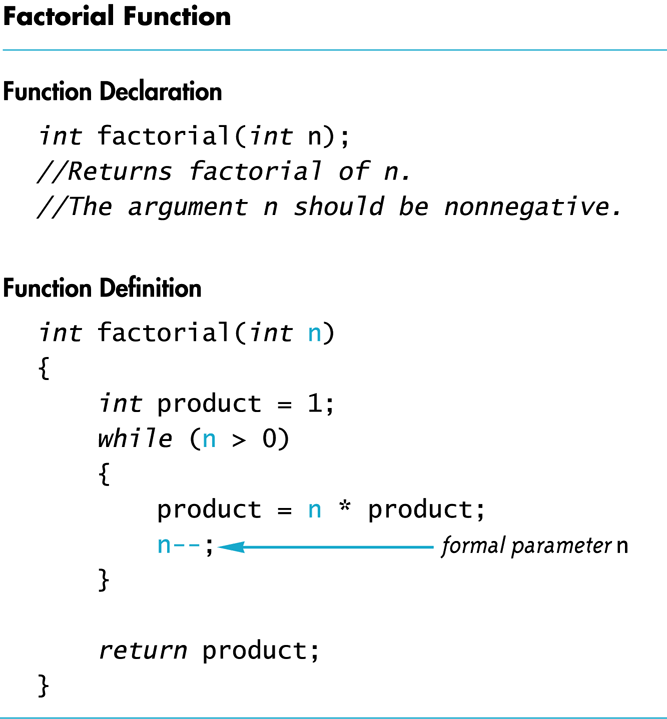 Factorial Function
Function Declaration
int factorial(int n);
//Returns factorial of n.
//The argument n should be nonnegative.
Function Definition
int factorial(int n)
{
int product = 1;
while (n > 0)
{
product = n * product;
n--; formal parameter n
}
return product;
}